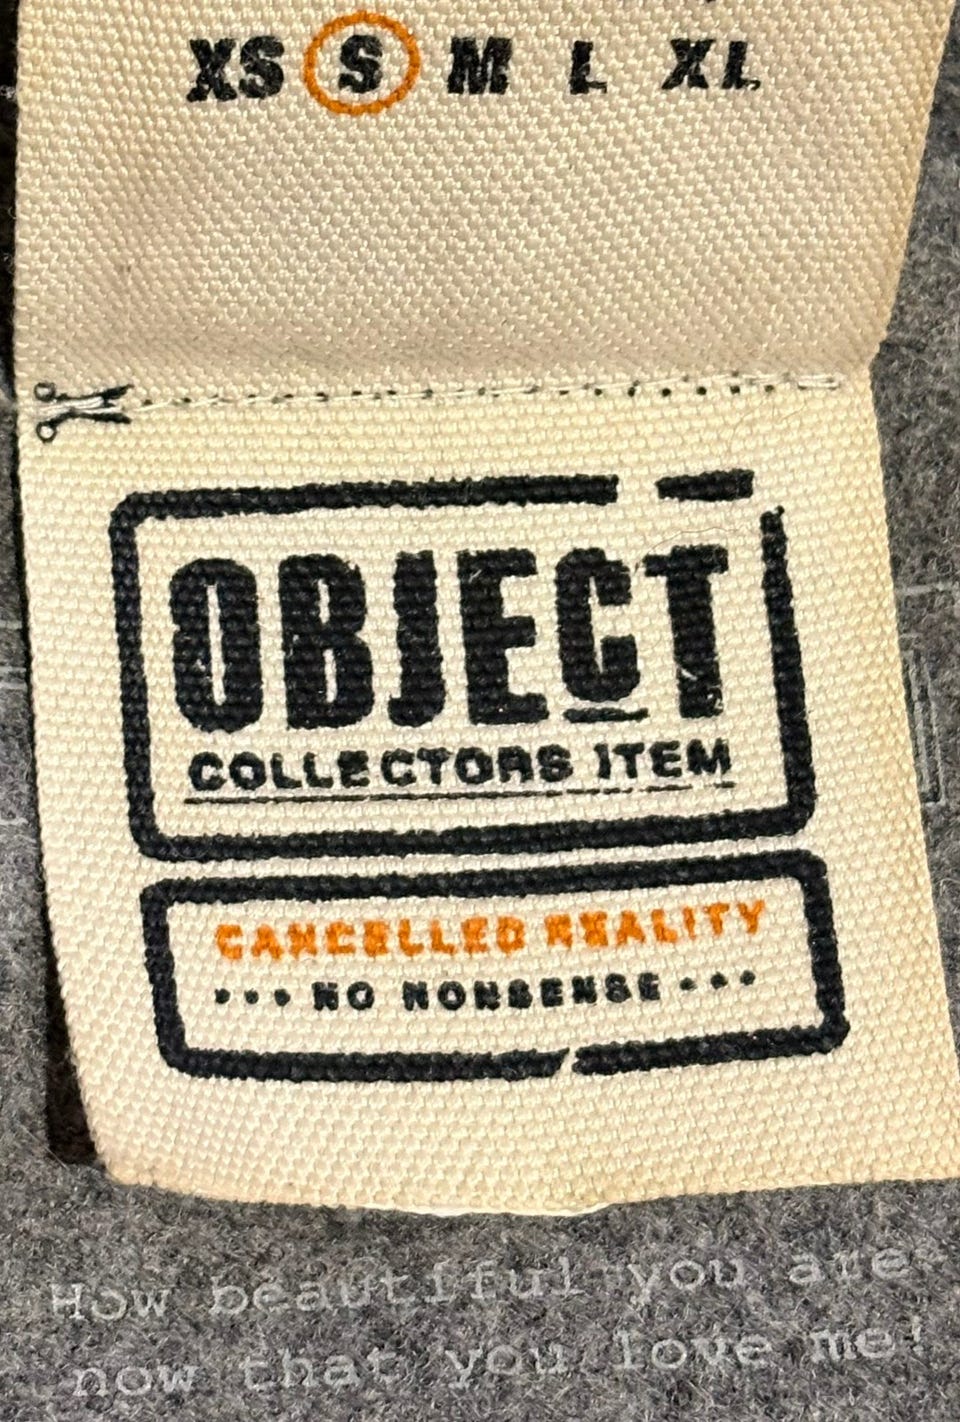 XS S M L XL
OBJECT
COLLECTORS ITEM
CANCELLED REALITY
••• NO NONSENSE •••
How beautiful you are
now that you love me!